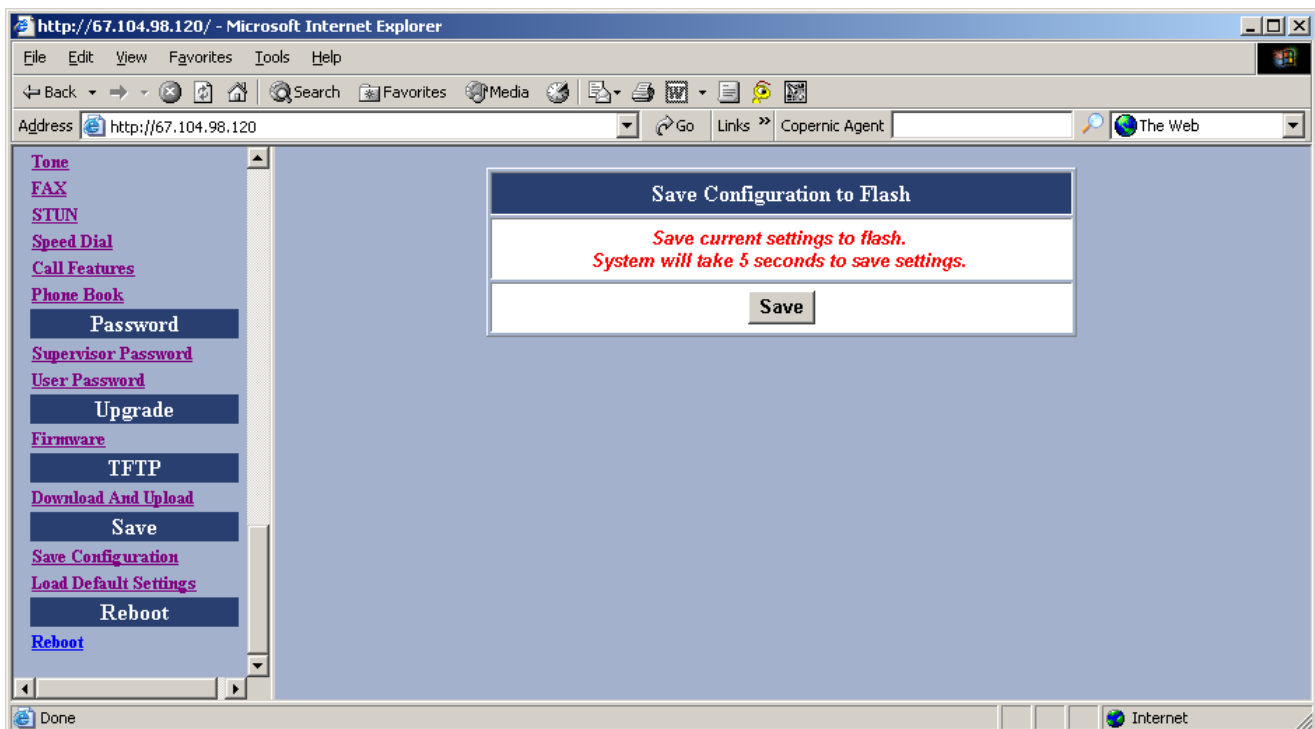 http://67.104.98.120/ - Microsoft Internet Explorer
File Edit View Favorites Tools Help
Back Search Favorites Media
Address http://67.104.98.120 Go Links » Copernic Agent The Web
Tone
FAX
STUN
Speed Dial
Call Features
Phone Book
Password
Supervisor Password
User Password
Upgrade
Firmware
TFTP
Download And Upload
Save
Save Configuration
Load Default Settings
Reboot
Reboot
Save Configuration to Flash
Save current settings to flash.
System will take 5 seconds to save settings.
Save
Done Internet